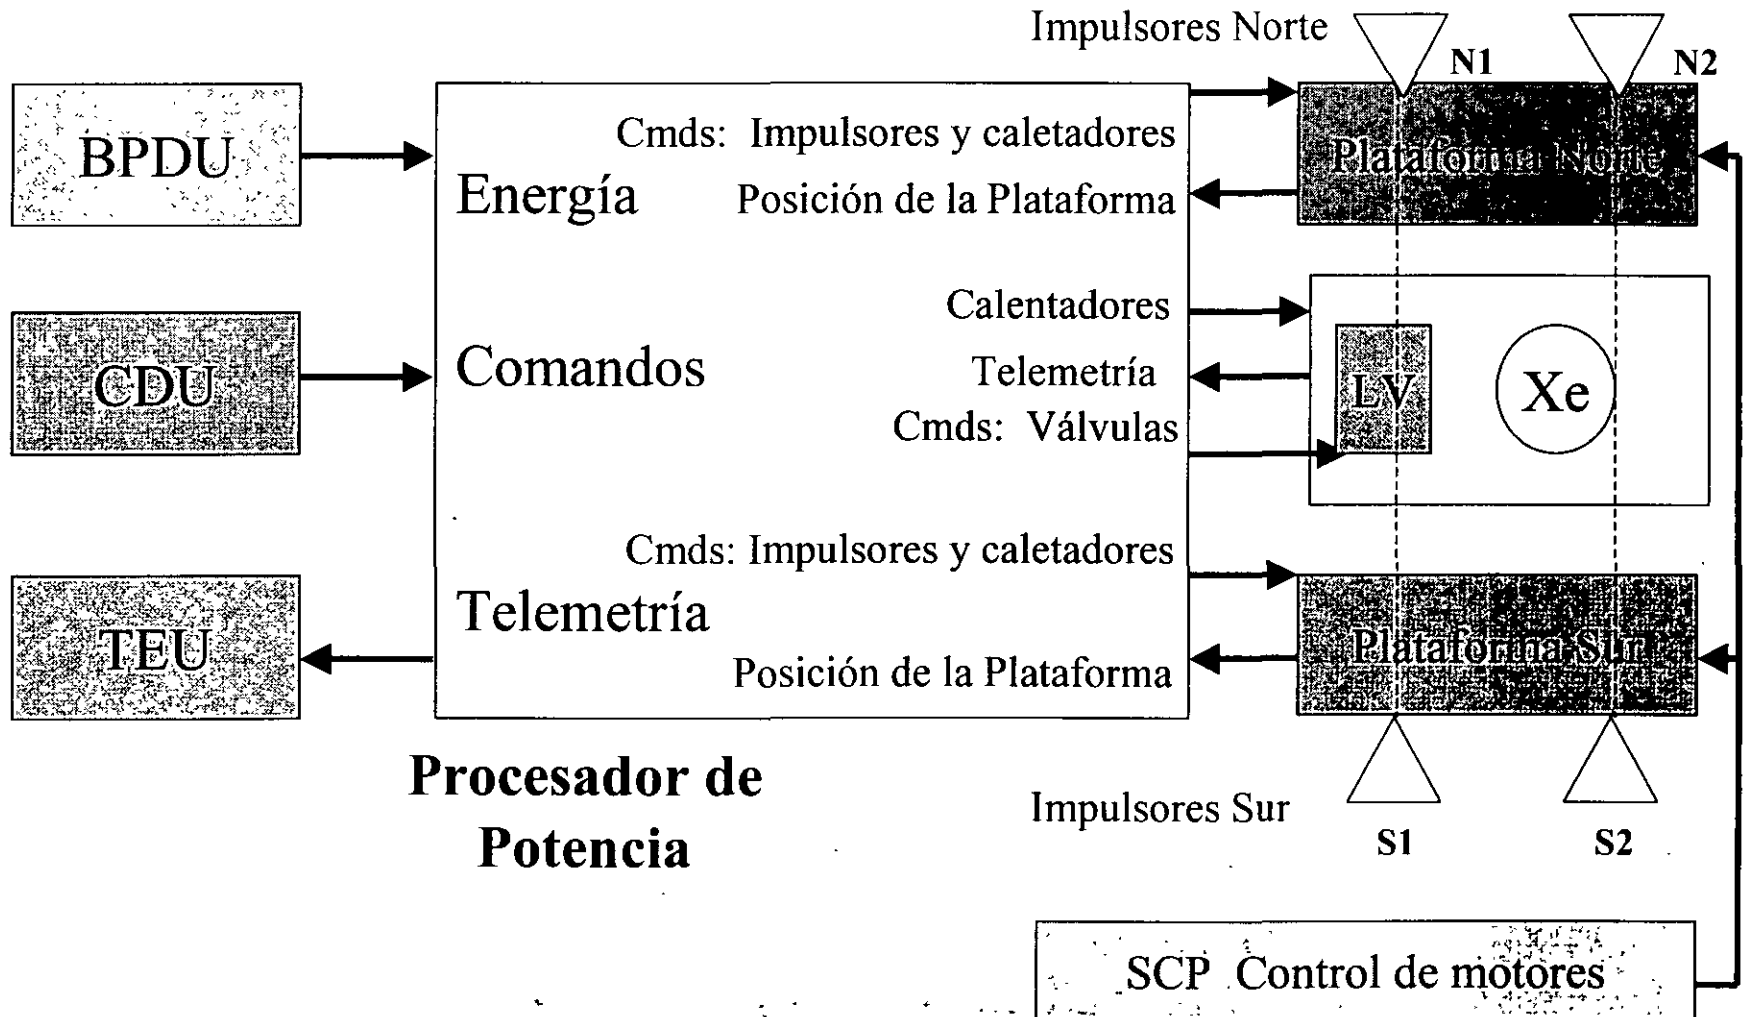 Impulsores Norte
N1
N2
BPDU
Cmds: Impulsores y caletadores
Plataforma Norte
Energía
Posición de la Plataforma
Calentadores
CDU
Comandos
Telemetría
LV
Xe
Cmds: Válvulas
Cmds: Impulsores y caletadores
TEU
Telemetría
Plataforma Sur
Posición de la Plataforma
Procesador de
Potencia
Impulsores Sur
S1
S2
SCP Control de motores